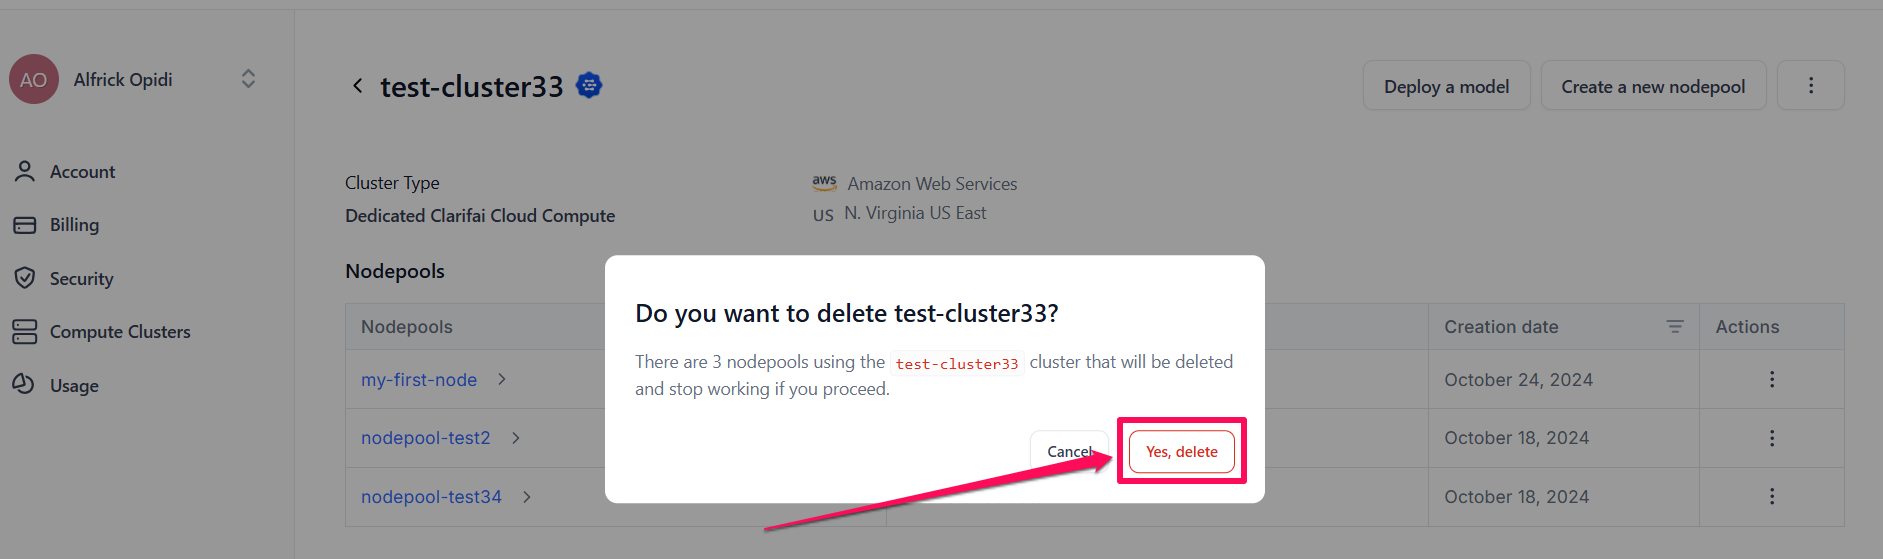 AO
Alfrick Opidi
Account
Billing
Security
Compute Clusters
Usage
test-cluster33
Deploy a model
Create a new nodepool
Cluster Type
Dedicated Clarifai Cloud Compute
aws Amazon Web Services
US N. Virginia US East
Nodepools
Nodepools
Creation date
Actions
my-first-node
October 24, 2024
nodepool-test2
October 18, 2024
nodepool-test34
October 18, 2024
Do you want to delete test-cluster33?
There are 3 nodepools using the test-cluster33 cluster that will be deleted
and stop working if you proceed.
Cancel
Yes, delete